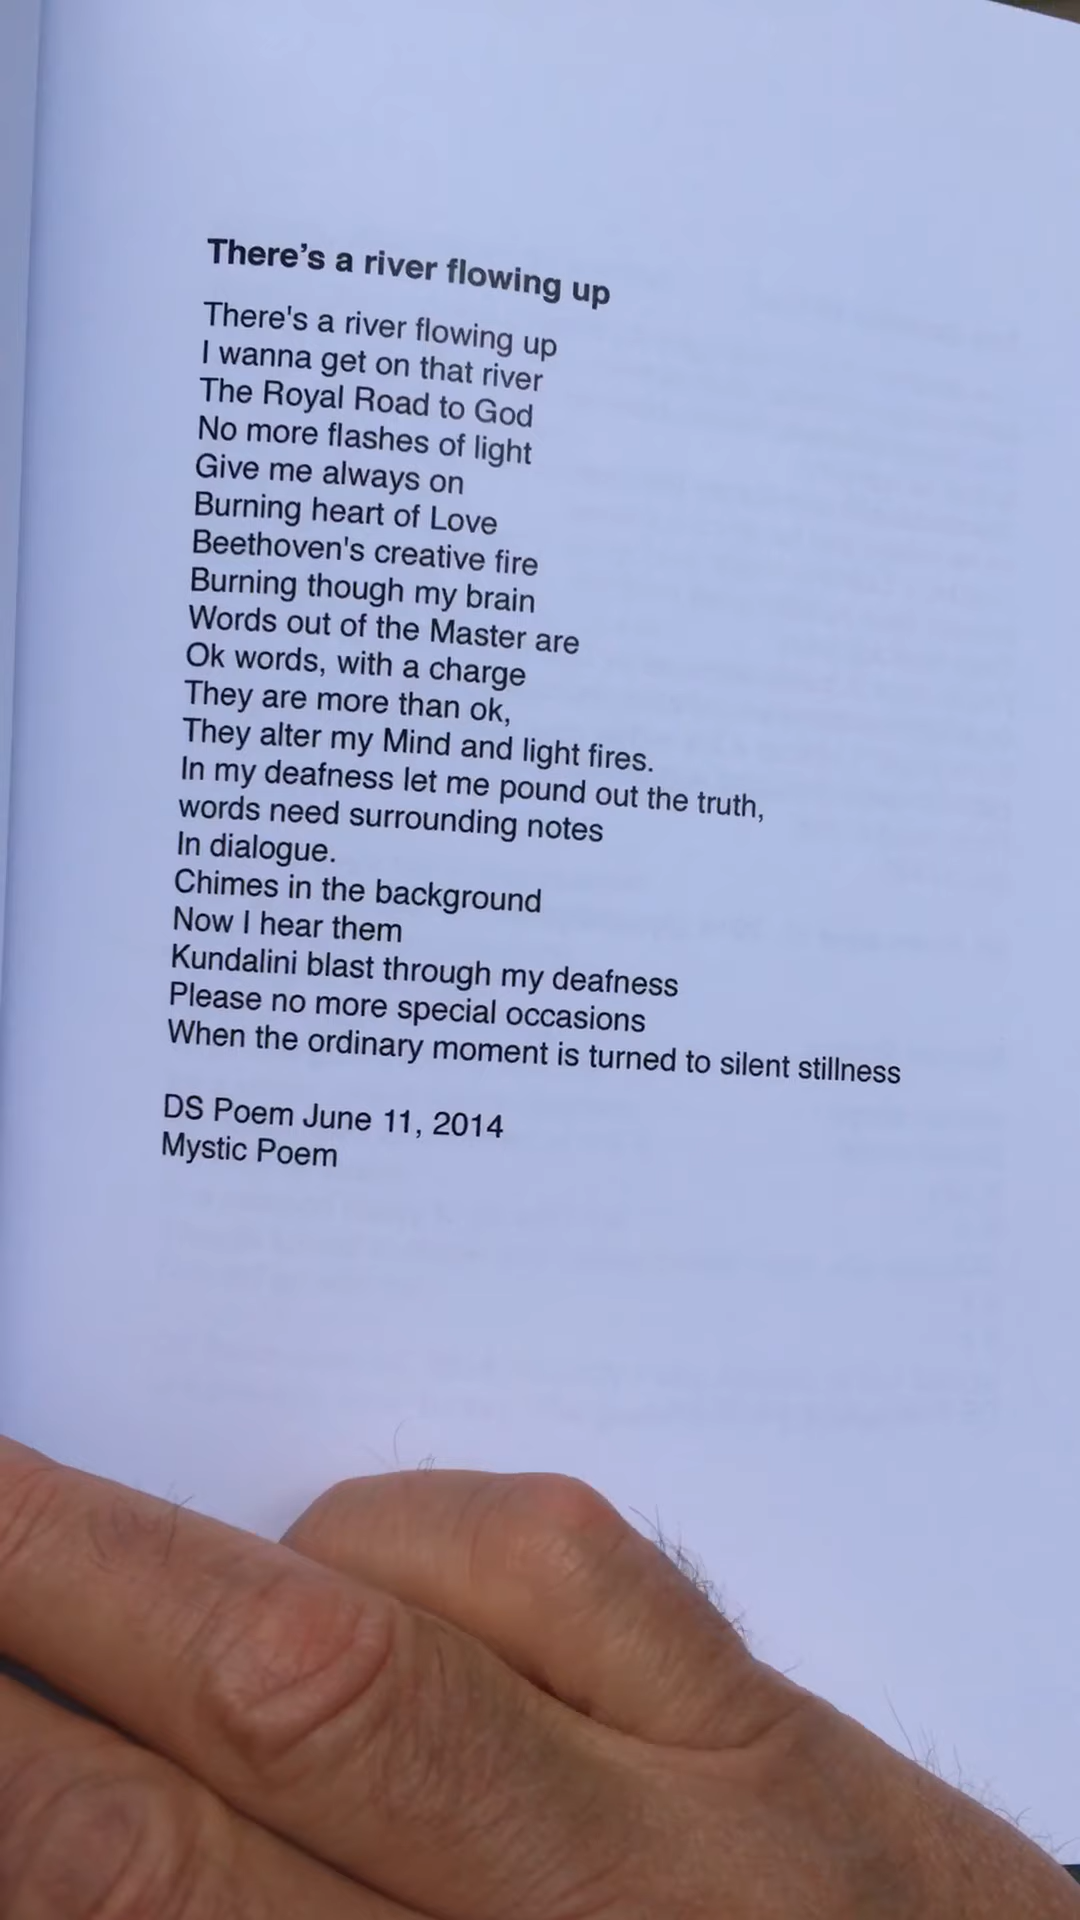 There’s a river flowing up
There's a river flowing up
I wanna get on that river
The Royal Road to God
No more flashes of light
Give me always on
Burning heart of Love
Beethoven's creative fire
Burning though my brain
Words out of the Master are
Ok words, with a charge
They are more than ok,
They alter my Mind and light fires.
In my deafness let me pound out the truth,
words need surrounding notes
In dialogue.
Chimes in the background
Now I hear them
Kundalini blast through my deafness
Please no more special occasions
When the ordinary moment is turned to silent stillness
DS Poem June 11, 2014
Mystic Poem